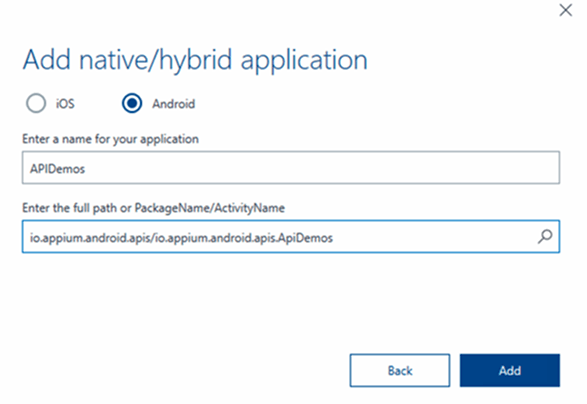 Add native/hybrid application
iOS Android
Enter a name for your application
APIDemos
Enter the full path or PackageName/ActivityName
io.appium.android.apis/io.appium.android.apis.ApiDemos
Back Add